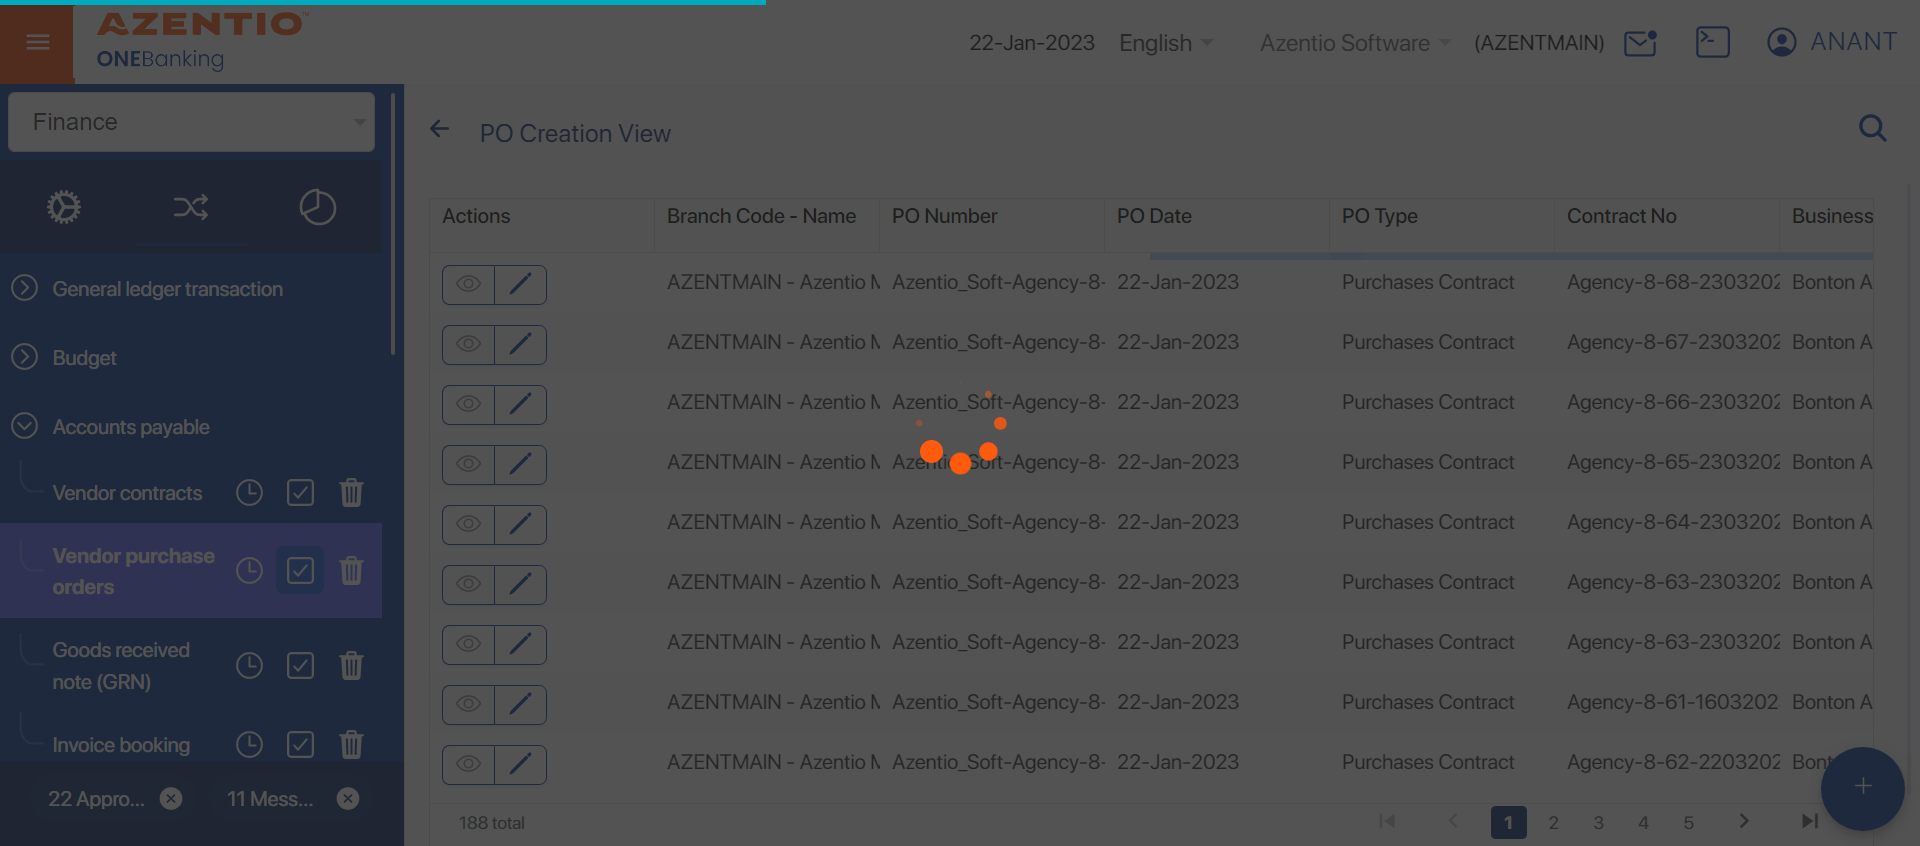 AZENTIO™
ONEBanking
22-Jan-2023
English
Azentio Software
(AZENTMAIN)
ANANT
Finance
General ledger transaction
Budget
Accounts payable
Vendor contracts
Vendor purchase
orders
Goods received
note (GRN)
Invoice booking
22 Appro...
11 Mess...
PO Creation View
Actions Branch Code - Name PO Number PO Date PO Type Contract No Business
AZENTMAIN - Azentio M Azentio_Soft-Agency-8- 22-Jan-2023 Purchases Contract Agency-8-68-2303202 Bonton A
AZENTMAIN - Azentio M Azentio_Soft-Agency-8- 22-Jan-2023 Purchases Contract Agency-8-67-2303202 Bonton A
AZENTMAIN - Azentio M Azentio_Soft-Agency-8- 22-Jan-2023 Purchases Contract Agency-8-66-2303202 Bonton A
AZENTMAIN - Azentio M Azentio_Soft-Agency-8- 22-Jan-2023 Purchases Contract Agency-8-65-2303202 Bonton A
AZENTMAIN - Azentio M Azentio_Soft-Agency-8- 22-Jan-2023 Purchases Contract Agency-8-64-2303202 Bonton A
AZENTMAIN - Azentio M Azentio_Soft-Agency-8- 22-Jan-2023 Purchases Contract Agency-8-63-2303202 Bonton A
AZENTMAIN - Azentio M Azentio_Soft-Agency-8- 22-Jan-2023 Purchases Contract Agency-8-63-2303202 Bonton A
AZENTMAIN - Azentio M Azentio_Soft-Agency-8- 22-Jan-2023 Purchases Contract Agency-8-61-1603202 Bonton A
AZENTMAIN - Azentio M Azentio_Soft-Agency-8- 22-Jan-2023 Purchases Contract Agency-8-62-2203202 Bont
188 total
1 2 3 4 5